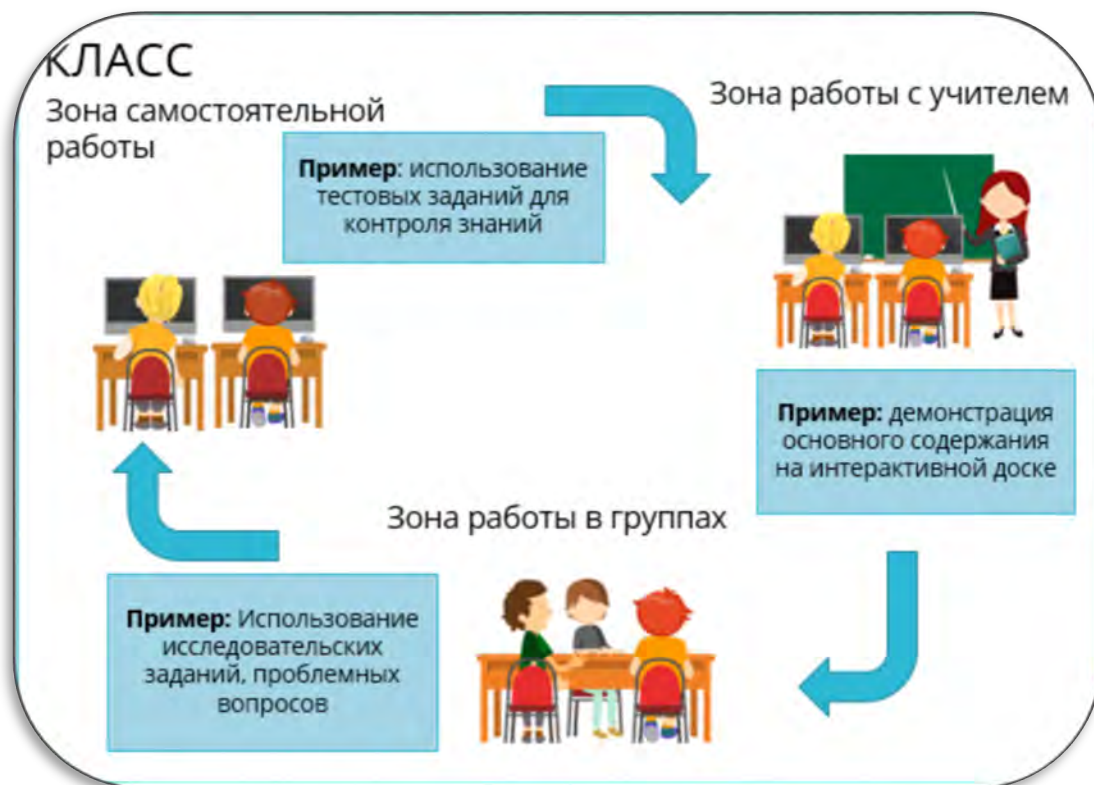 КЛАСС
Зона самостоятельной
работы
Пример: использование
тестовых заданий для
контроля знаний
Зона работы с учителем
Пример: демонстрация
основного содержания
на интерактивной доске
Зона работы в группах
Пример: Использование
исследовательских
заданий, проблемных
вопросов